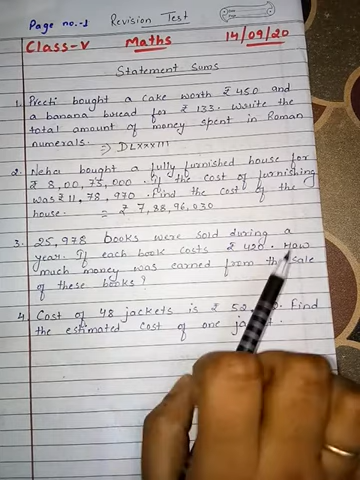 Page no.-1 Revision Test
Class-V Maths 14/09/20
Statement Sums
1. Preeti bought a cake worth ₹ 450 and
a banana bread for ₹ 133. Write the
total amount of money spent in Roman
numerals. ⇒ DLXXXIII
2. Neha bought a fully furnished house for
₹ 8,00,75,000. If the cost of furnishing
was ₹ 11,78,970 Find the cost of the
house. = ₹ 7,88,96,030
3. 25,978 books were sold during a
year. If each book costs ₹ 420. How
much money was earned from the sale
of these books?
4. Cost of 48 jackets is ₹ Find
the estimated cost of one jacket.